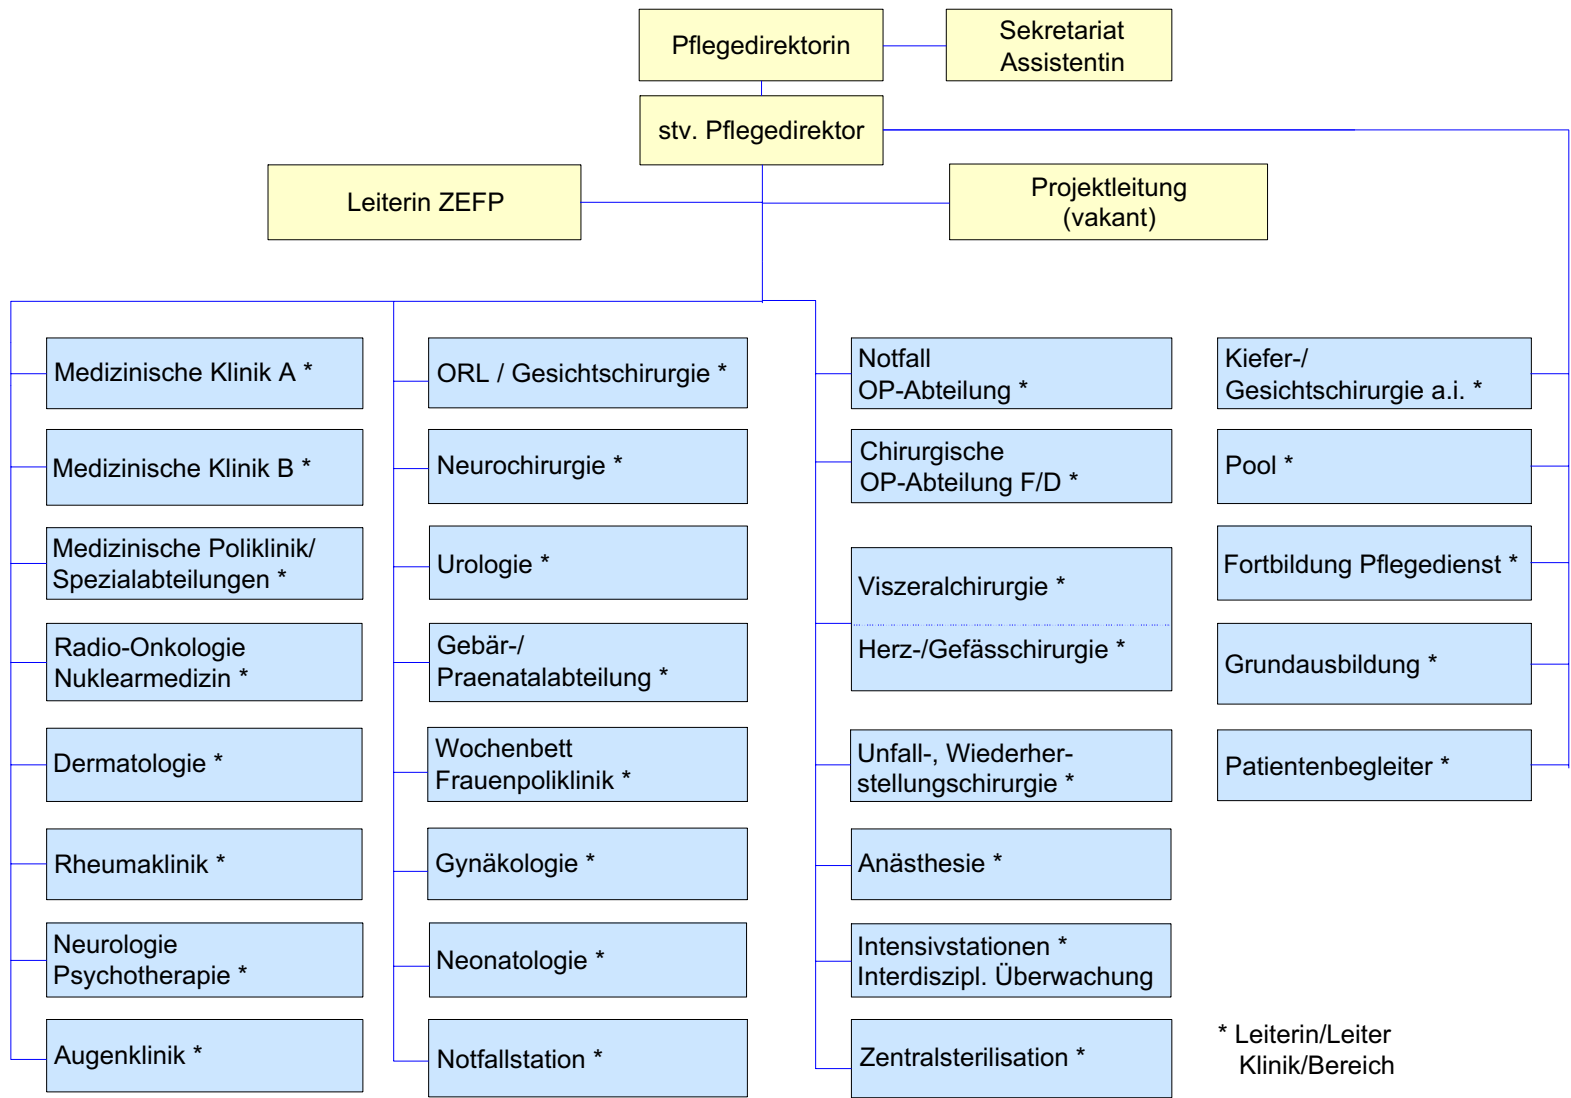 Pflegedirektorin
Sekretariat
Assistentin
stv. Pflegedirektor
Leiterin ZEFP
Projektleitung
(vakant)
Medizinische Klinik A *
Medizinische Klinik B *
Medizinische Poliklinik/
Spezialabteilungen *
Radio-Onkologie
Nuklearmedizin *
Dermatologie *
Rheumaklinik *
Neurologie
Psychotherapie *
Augenklinik *
ORL / Gesichtschirurgie *
Neurochirurgie *
Urologie *
Gebär-/
Praenatalabteilung *
Wochenbett
Frauenpoliklinik *
Gynäkologie *
Neonatologie *
Notfallstation *
Notfall
OP-Abteilung *
Chirurgische
OP-Abteilung F/D *
Viszeralchirurgie *
Herz-/Gefässchirurgie *
Unfall-, Wiederher-
stellungschirurgie *
Anästhesie *
Intensivstationen *
Interdiszipl. Überwachung
Zentralsterilisation *
Kiefer-/
Gesichtschirurgie a.i. *
Pool *
Fortbildung Pflegedienst *
Grundausbildung *
Patientenbegleiter *
* Leiterin/Leiter
Klinik/Bereich